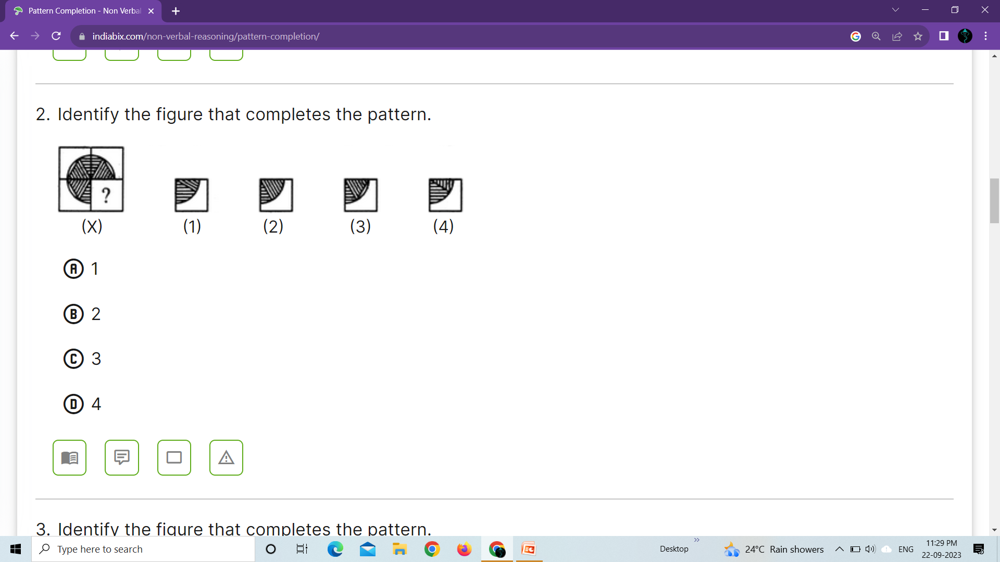 Pattern Completion - Non Verbal
indiabix.com/non-verbal-reasoning/pattern-completion/
2. Identify the figure that completes the pattern.
?
(X) (1) (2) (3) (4)
A 1
B 2
C 3
D 4
3. Identify the figure that completes the pattern.
Type here to search
Desktop
24°C Rain showers
ENG
11:29 PM
22-09-2023